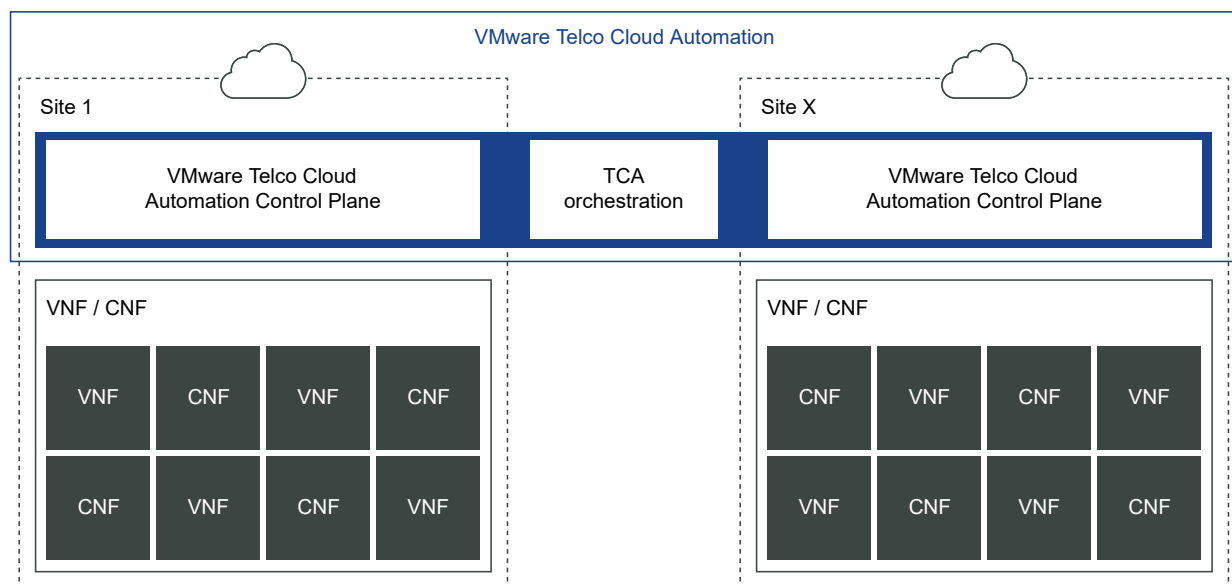 VMware Telco Cloud Automation
Site 1
Site X
VMware Telco Cloud
Automation Control Plane
TCA
orchestration
VMware Telco Cloud
Automation Control Plane
VNF / CNF
VNF CNF VNF CNF
CNF VNF CNF VNF
VNF / CNF
CNF VNF CNF VNF
VNF CNF VNF CNF